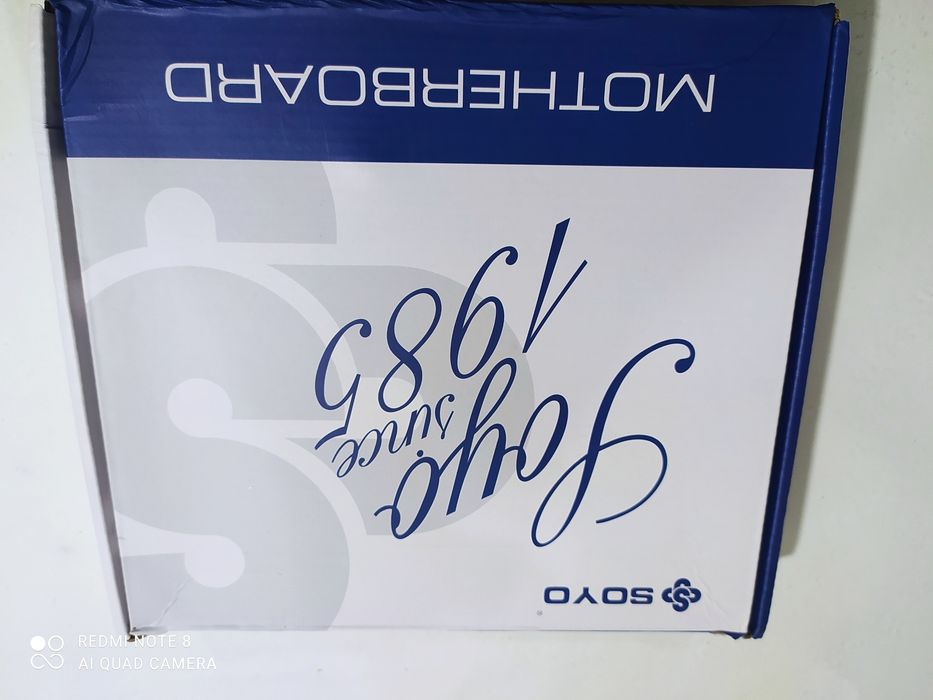 SOYO
Soyo
since
1985
MOTHERBOARD
REDMI NOTE 8
AI QUAD CAMERA